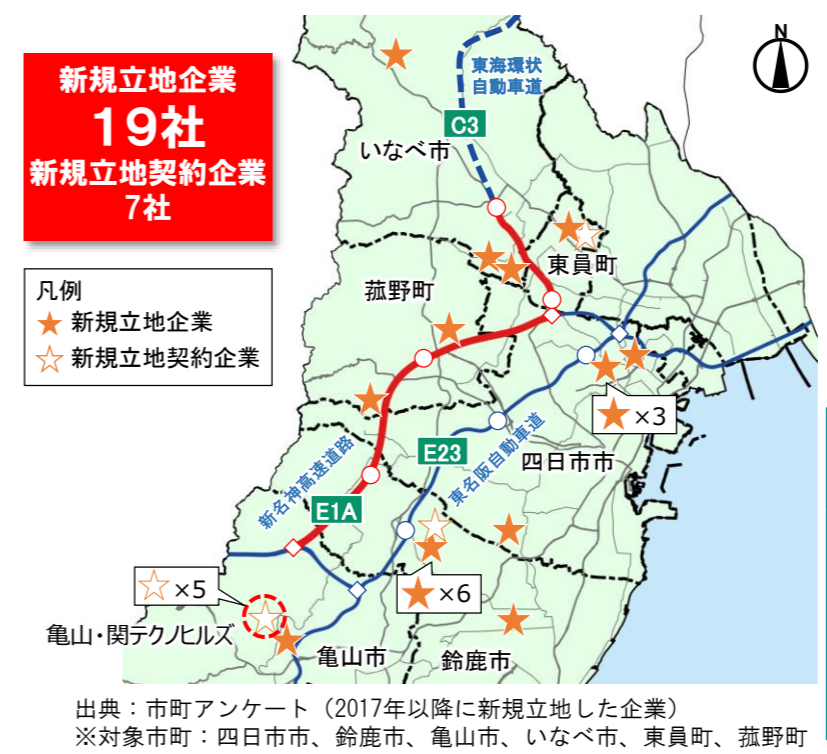 新規立地企業
19社
新規立地契約企業
7社
N
東海環状
自動車道
C3
いなべ市
東員町
菰野町
凡例
★ 新規立地企業
☆ 新規立地契約企業
★×3
四日市市
E23
東名阪自動車道
新名神高速道路
E1A
☆×5
★×6
亀山・関テクノヒルズ
亀山市
鈴鹿市
出典：市町アンケート（2017年以降に新規立地した企業）
※対象市町：四日市市、鈴鹿市、亀山市、いなべ市、東員町、菰野町